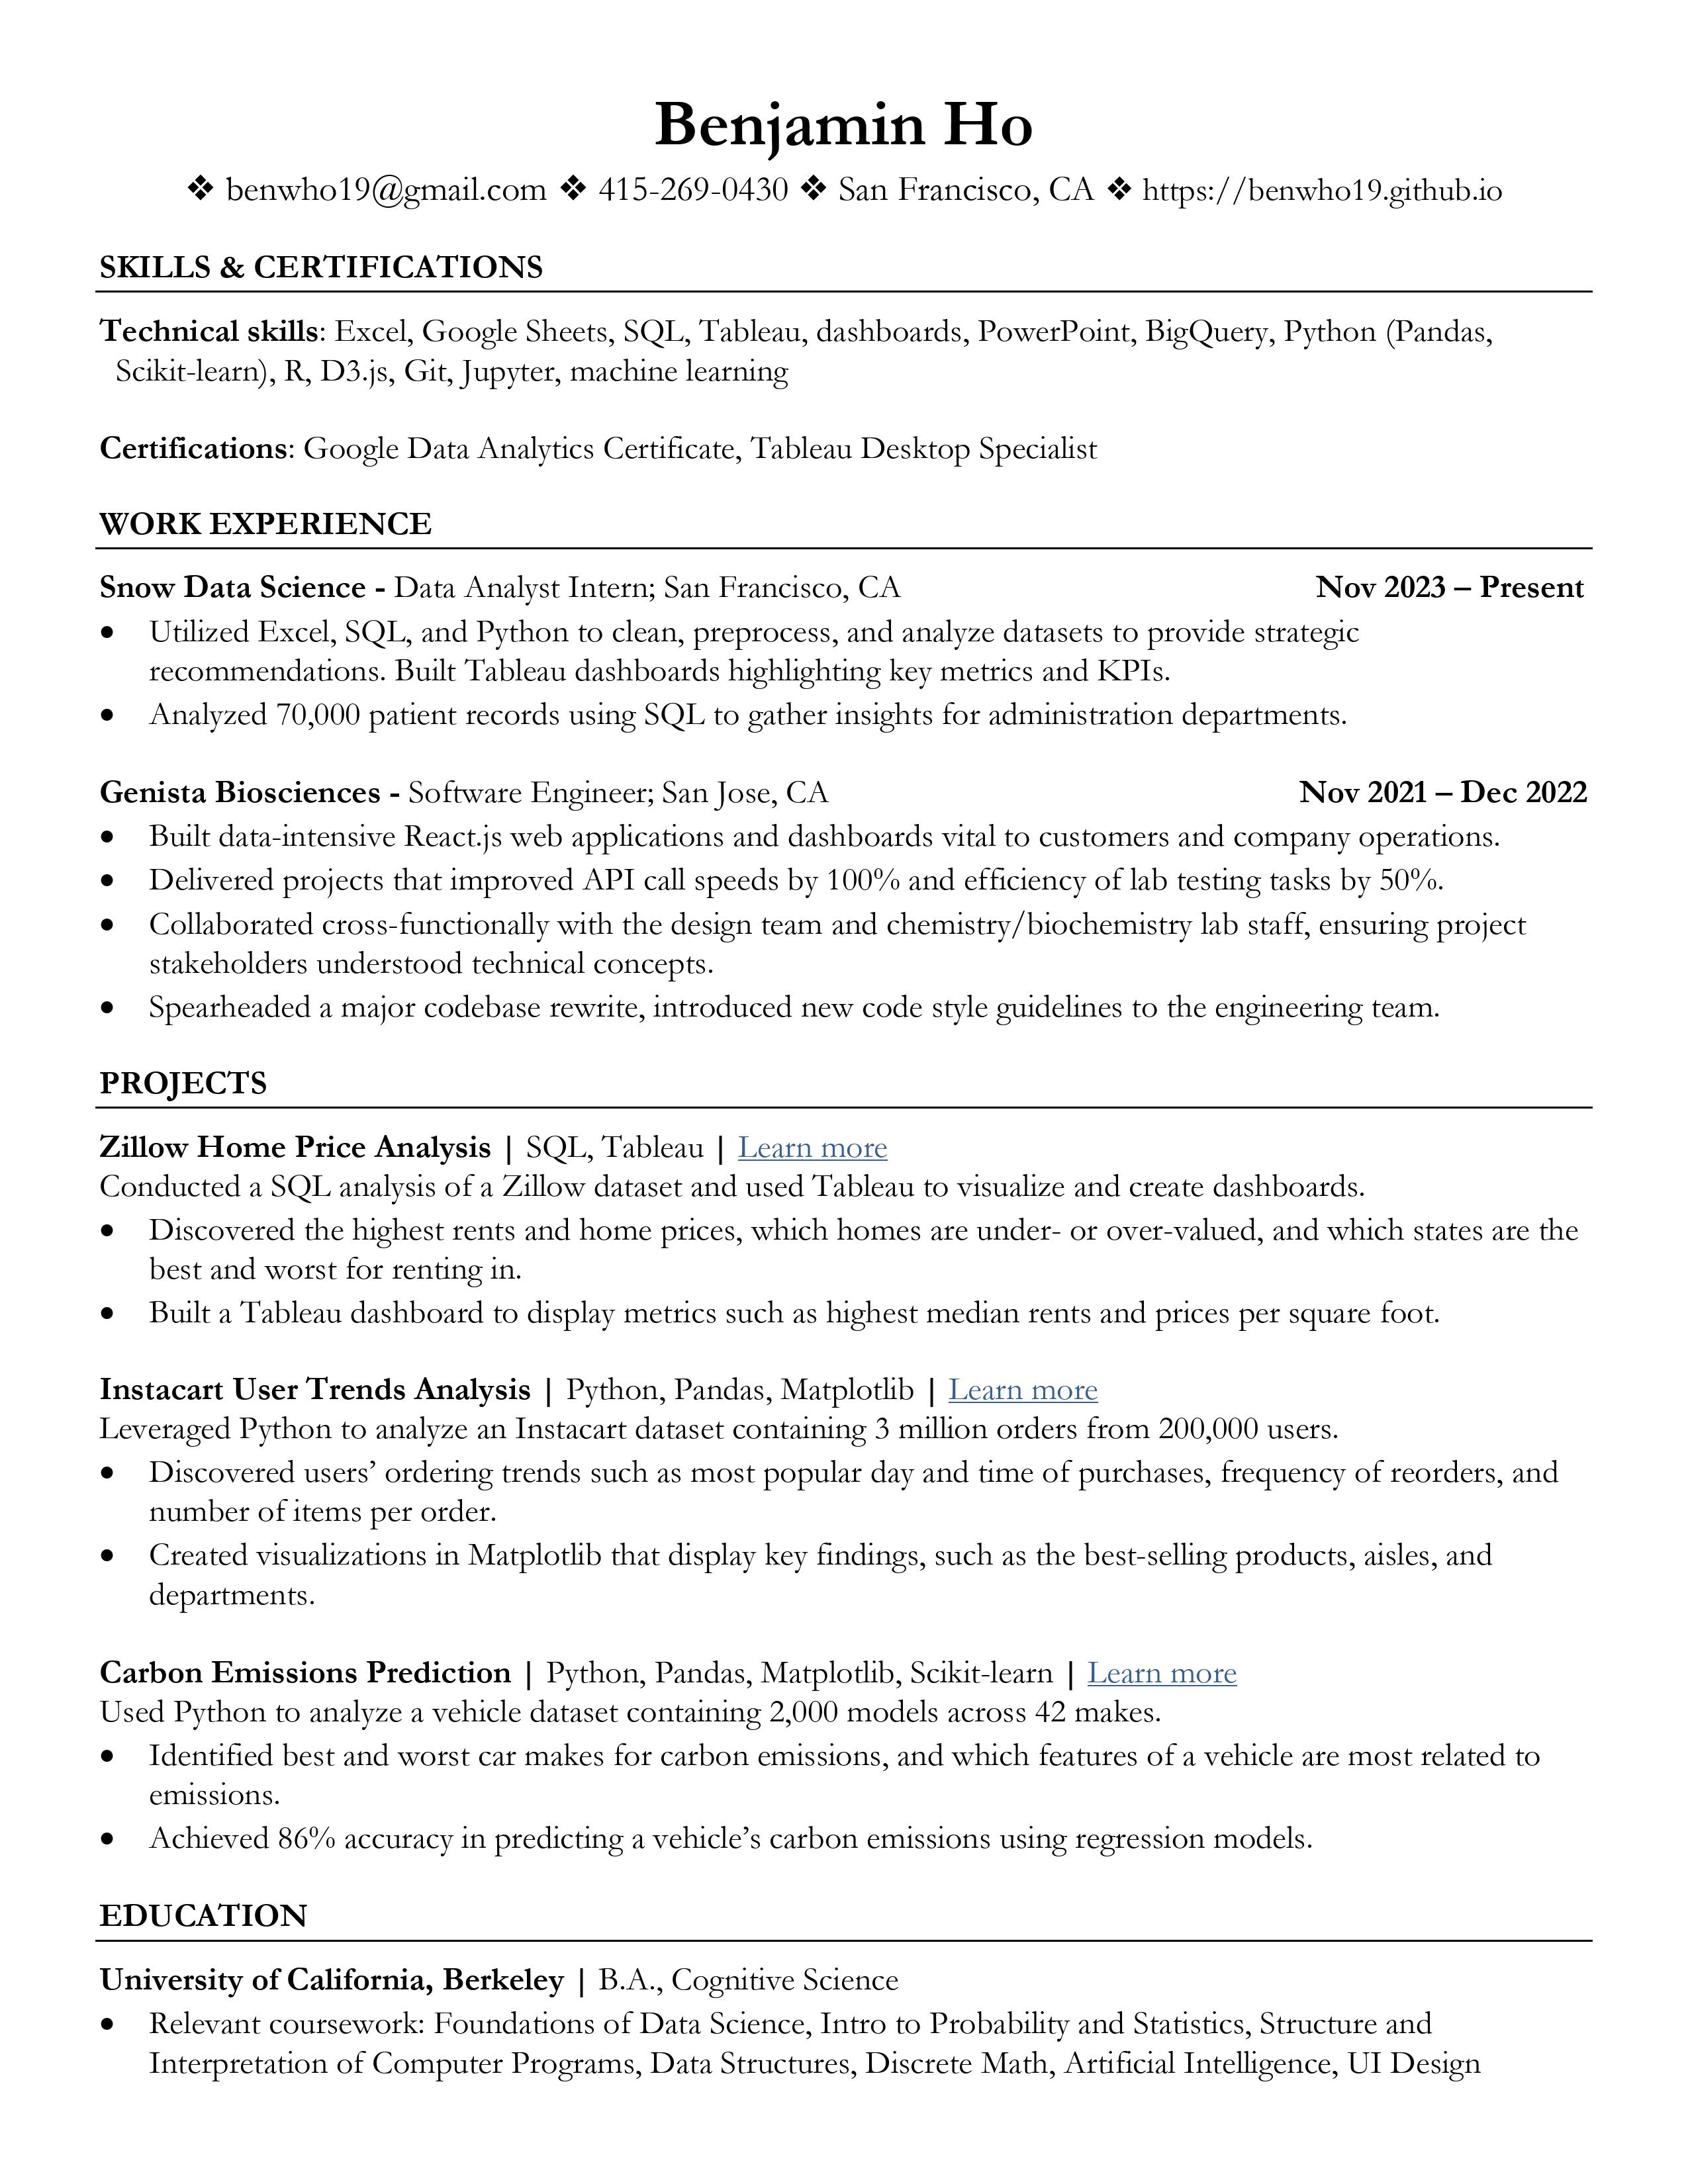 Benjamin Ho
❖ benwho19@gmail.com ❖ 415-269-0430 ❖ San Francisco, CA ❖ https://benwho19.github.io
SKILLS & CERTIFICATIONS
Technical skills: Excel, Google Sheets, SQL, Tableau, dashboards, PowerPoint, BigQuery, Python (Pandas,
Scikit-learn), R, D3.js, Git, Jupyter, machine learning
Certifications: Google Data Analytics Certificate, Tableau Desktop Specialist
WORK EXPERIENCE
Snow Data Science - Data Analyst Intern; San Francisco, CA Nov 2023 – Present
• Utilized Excel, SQL, and Python to clean, preprocess, and analyze datasets to provide strategic
recommendations. Built Tableau dashboards highlighting key metrics and KPIs.
• Analyzed 70,000 patient records using SQL to gather insights for administration departments.
Genista Biosciences - Software Engineer; San Jose, CA Nov 2021 – Dec 2022
• Built data-intensive React.js web applications and dashboards vital to customers and company operations.
• Delivered projects that improved API call speeds by 100% and efficiency of lab testing tasks by 50%.
• Collaborated cross-functionally with the design team and chemistry/biochemistry lab staff, ensuring project
stakeholders understood technical concepts.
• Spearheaded a major codebase rewrite, introduced new code style guidelines to the engineering team.
PROJECTS
Zillow Home Price Analysis | SQL, Tableau | Learn more
Conducted a SQL analysis of a Zillow dataset and used Tableau to visualize and create dashboards.
• Discovered the highest rents and home prices, which homes are under- or over-valued, and which states are the
best and worst for renting in.
• Built a Tableau dashboard to display metrics such as highest median rents and prices per square foot.
Instacart User Trends Analysis | Python, Pandas, Matplotlib | Learn more
Leveraged Python to analyze an Instacart dataset containing 3 million orders from 200,000 users.
• Discovered users’ ordering trends such as most popular day and time of purchases, frequency of reorders, and
number of items per order.
• Created visualizations in Matplotlib that display key findings, such as the best-selling products, aisles, and
departments.
Carbon Emissions Prediction | Python, Pandas, Matplotlib, Scikit-learn | Learn more
Used Python to analyze a vehicle dataset containing 2,000 models across 42 makes.
• Identified best and worst car makes for carbon emissions, and which features of a vehicle are most related to
emissions.
• Achieved 86% accuracy in predicting a vehicle’s carbon emissions using regression models.
EDUCATION
University of California, Berkeley | B.A., Cognitive Science
• Relevant coursework: Foundations of Data Science, Intro to Probability and Statistics, Structure and
Interpretation of Computer Programs, Data Structures, Discrete Math, Artificial Intelligence, UI Design